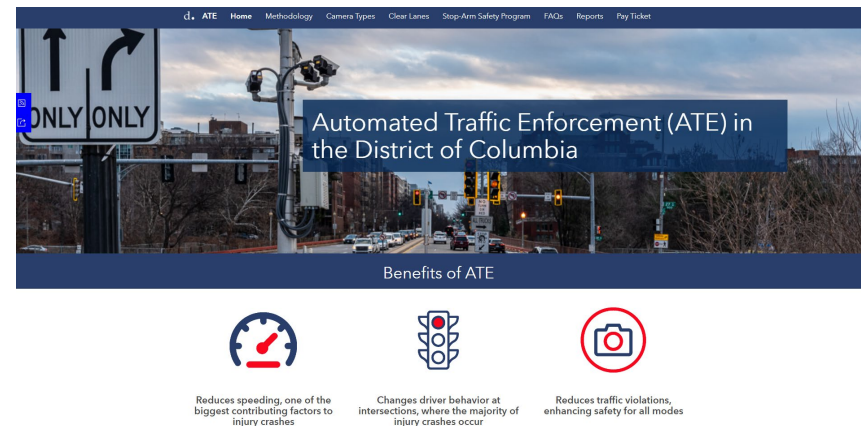 d. ATE Home Methodology Camera Types Clear Lanes Stop-Arm Safety Program FAQs Reports Pay Ticket
ONLY ONLY
Automated Traffic Enforcement (ATE) in
the District of Columbia
Benefits of ATE
Reduces speeding, one of the
biggest contributing factors to
injury crashes
Changes driver behavior at
intersections, where the majority of
injury crashes occur
Reduces traffic violations,
enhancing safety for all modes